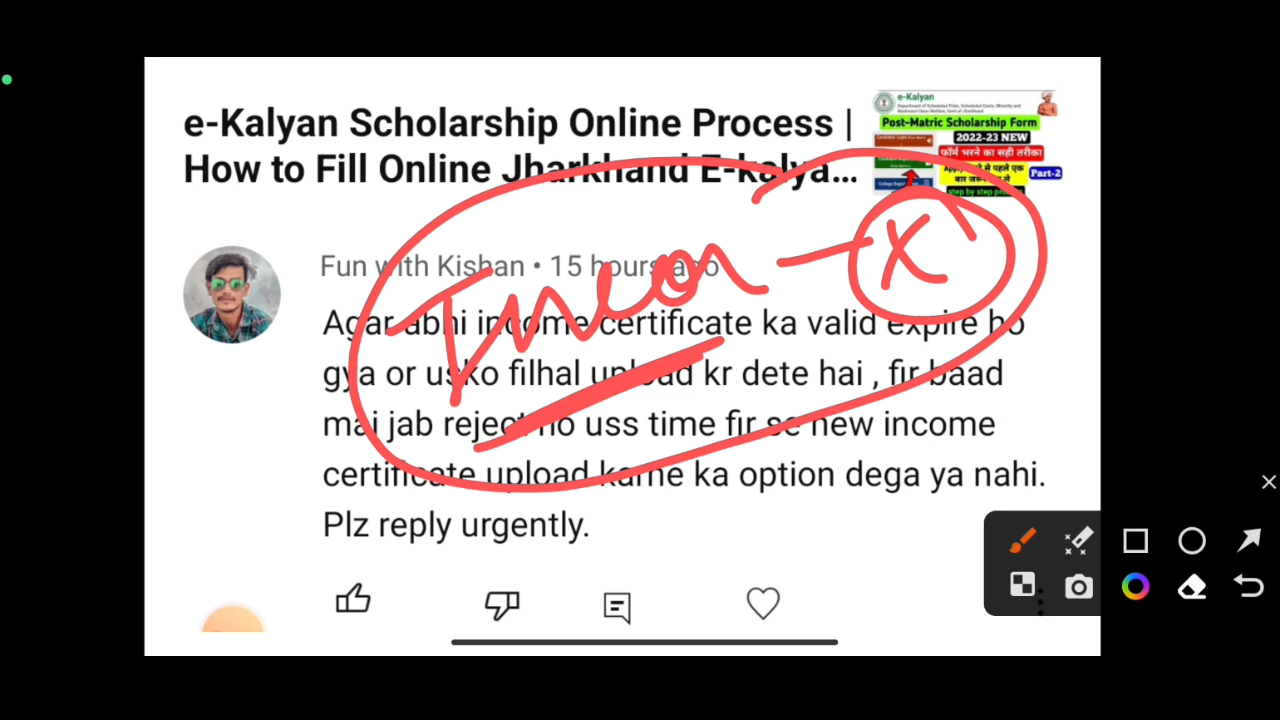 e-Kalyan Scholarship Online Process |
How to Fill Online Jharkhand E-kalya...
e-Kalyan
Post-Matric Scholarship Form
2022-23 NEW
फॉर्म भरने का सही तरीका
Part-2
step by step
Fun with Kishan • 15 hours ago
Agar abhi income certificate ka valid expire ho
gya or usko filhal upload kr dete hai , fir baad
mai jab reject ho uss time fir se new income
certificate upload karne ka option dega ya nahi.
Plz reply urgently.
X